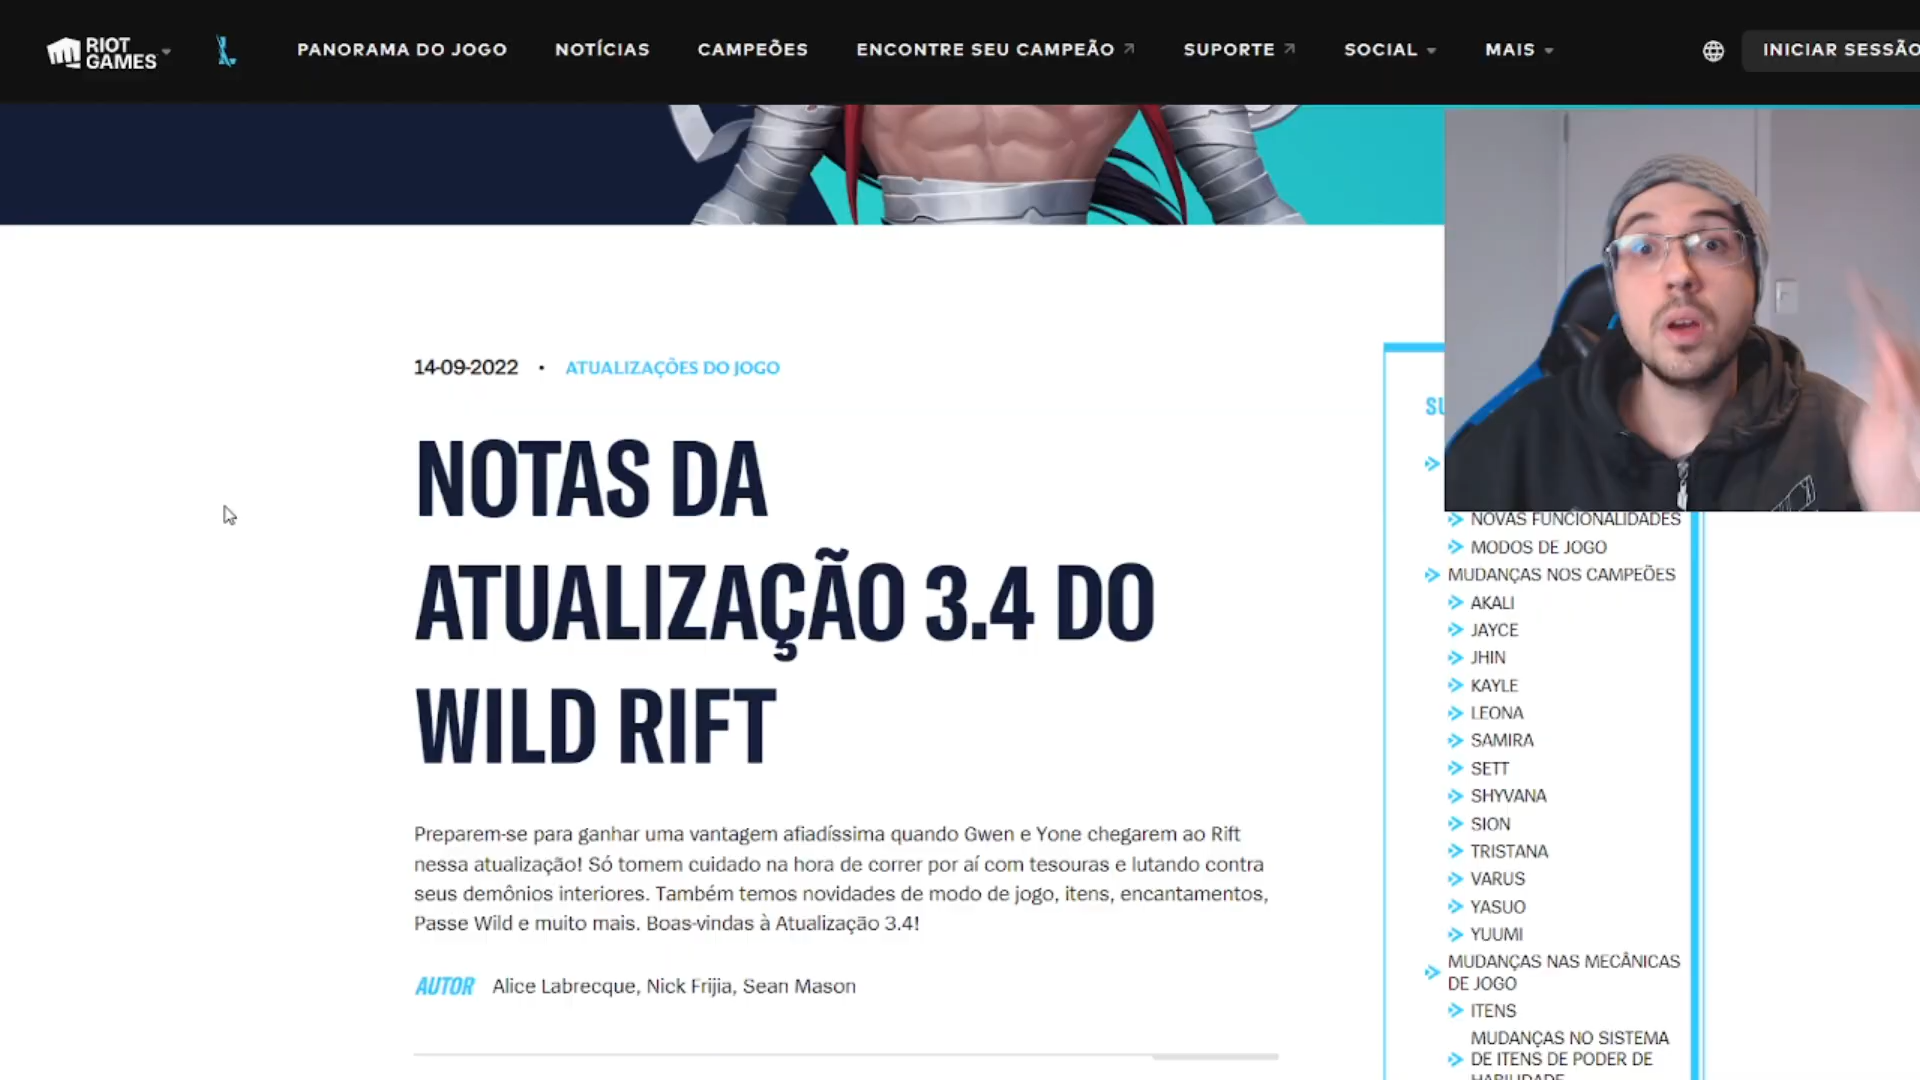 RIOT GAMES
PANORAMA DO JOGO
NOTÍCIAS
CAMPEÕES
ENCONTRE SEU CAMPEÃO
SUPORTE
SOCIAL
MAIS
INICIAR SESSÃO
14-09-2022 • ATUALIZAÇÕES DO JOGO
NOTAS DA
ATUALIZAÇÃO 3.4 DO
WILD RIFT
Preparem-se para ganhar uma vantagem afiadíssima quando Gwen e Yone chegarem ao Rift
nessa atualização! Só tomem cuidado na hora de correr por aí com tesouras e lutando contra
seus demônios interiores. Também temos novidades de modo de jogo, itens, encantamentos,
Passe Wild e muito mais. Boas-vindas à Atualização 3.4!
AUTOR Alice Labrecque, Nick Frijia, Sean Mason
NOVAS FUNCIONALIDADES
MODOS DE JOGO
MUDANÇAS NOS CAMPEÕES
AKALI
JAYCE
JHIN
KAYLE
LEONA
SAMIRA
SETT
SHYVANA
SION
TRISTANA
VARUS
YASUO
YUUMI
MUDANÇAS NAS MECÂNICAS
DE JOGO
ITENS
MUDANÇAS NO SISTEMA
DE ITENS DE PODER DE
HABILIDADE